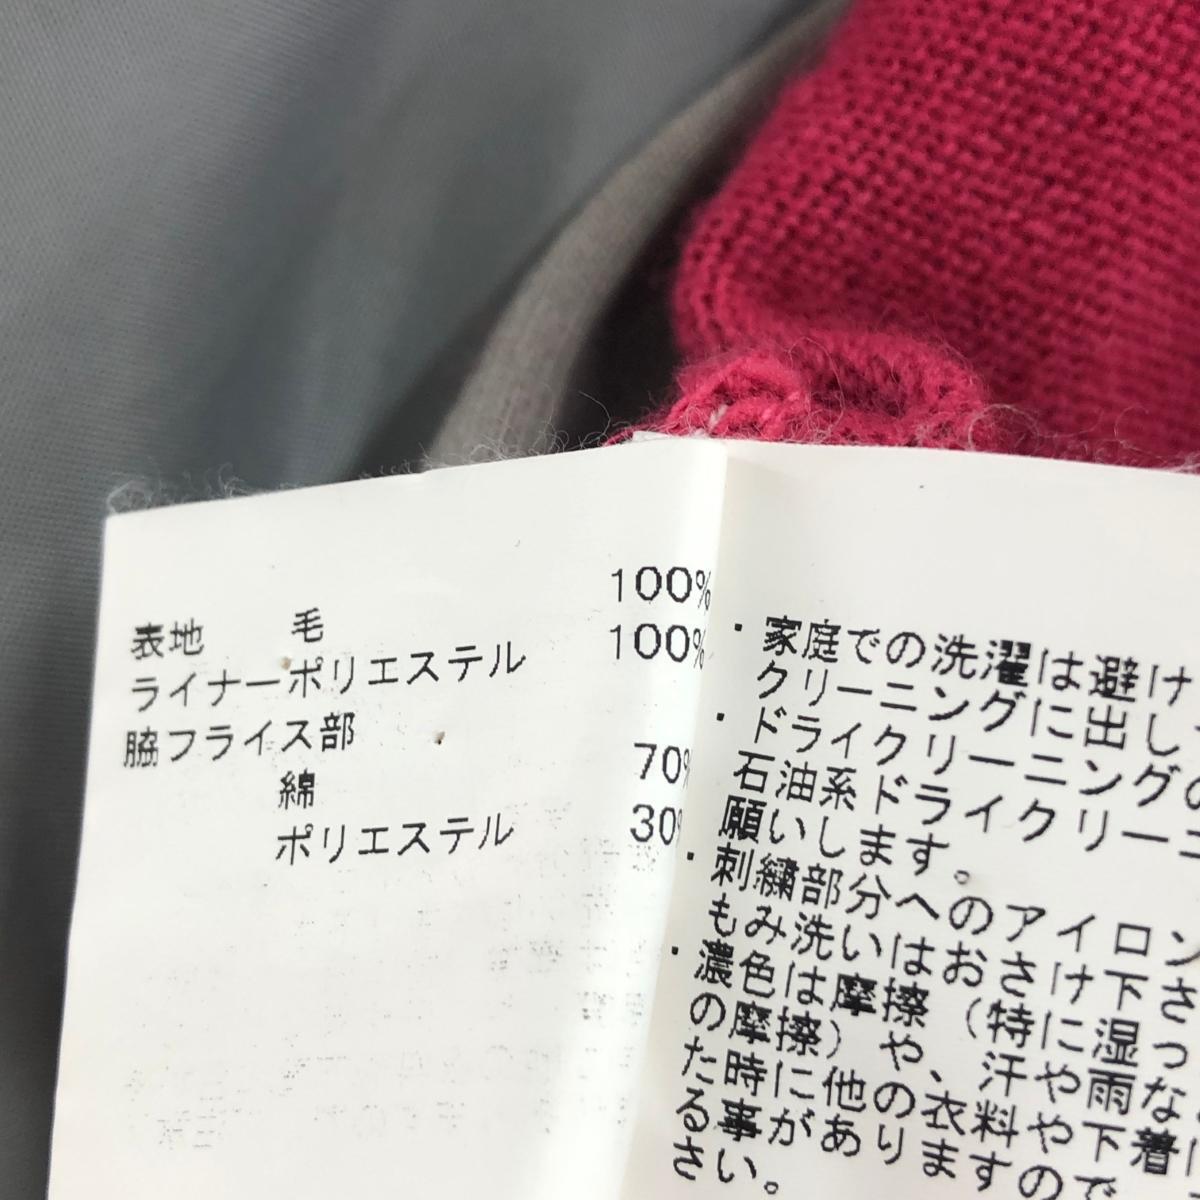 表地 毛 100%
ライナーポリエステル 100%
脇フライス部
綿 70%
ポリエステル 30%
・家庭での洗濯は避け
クリーニングに出し
・ドライクリーニングの
石油系ドライクリーニ
願いします。
・刺繍部分へのアイロン
もみ洗いはおさけ下さ
・濃色は摩擦(特に湿っ
の摩擦)や、汗や雨な
た時に他の衣料や下着に
る事がありますので
さい。